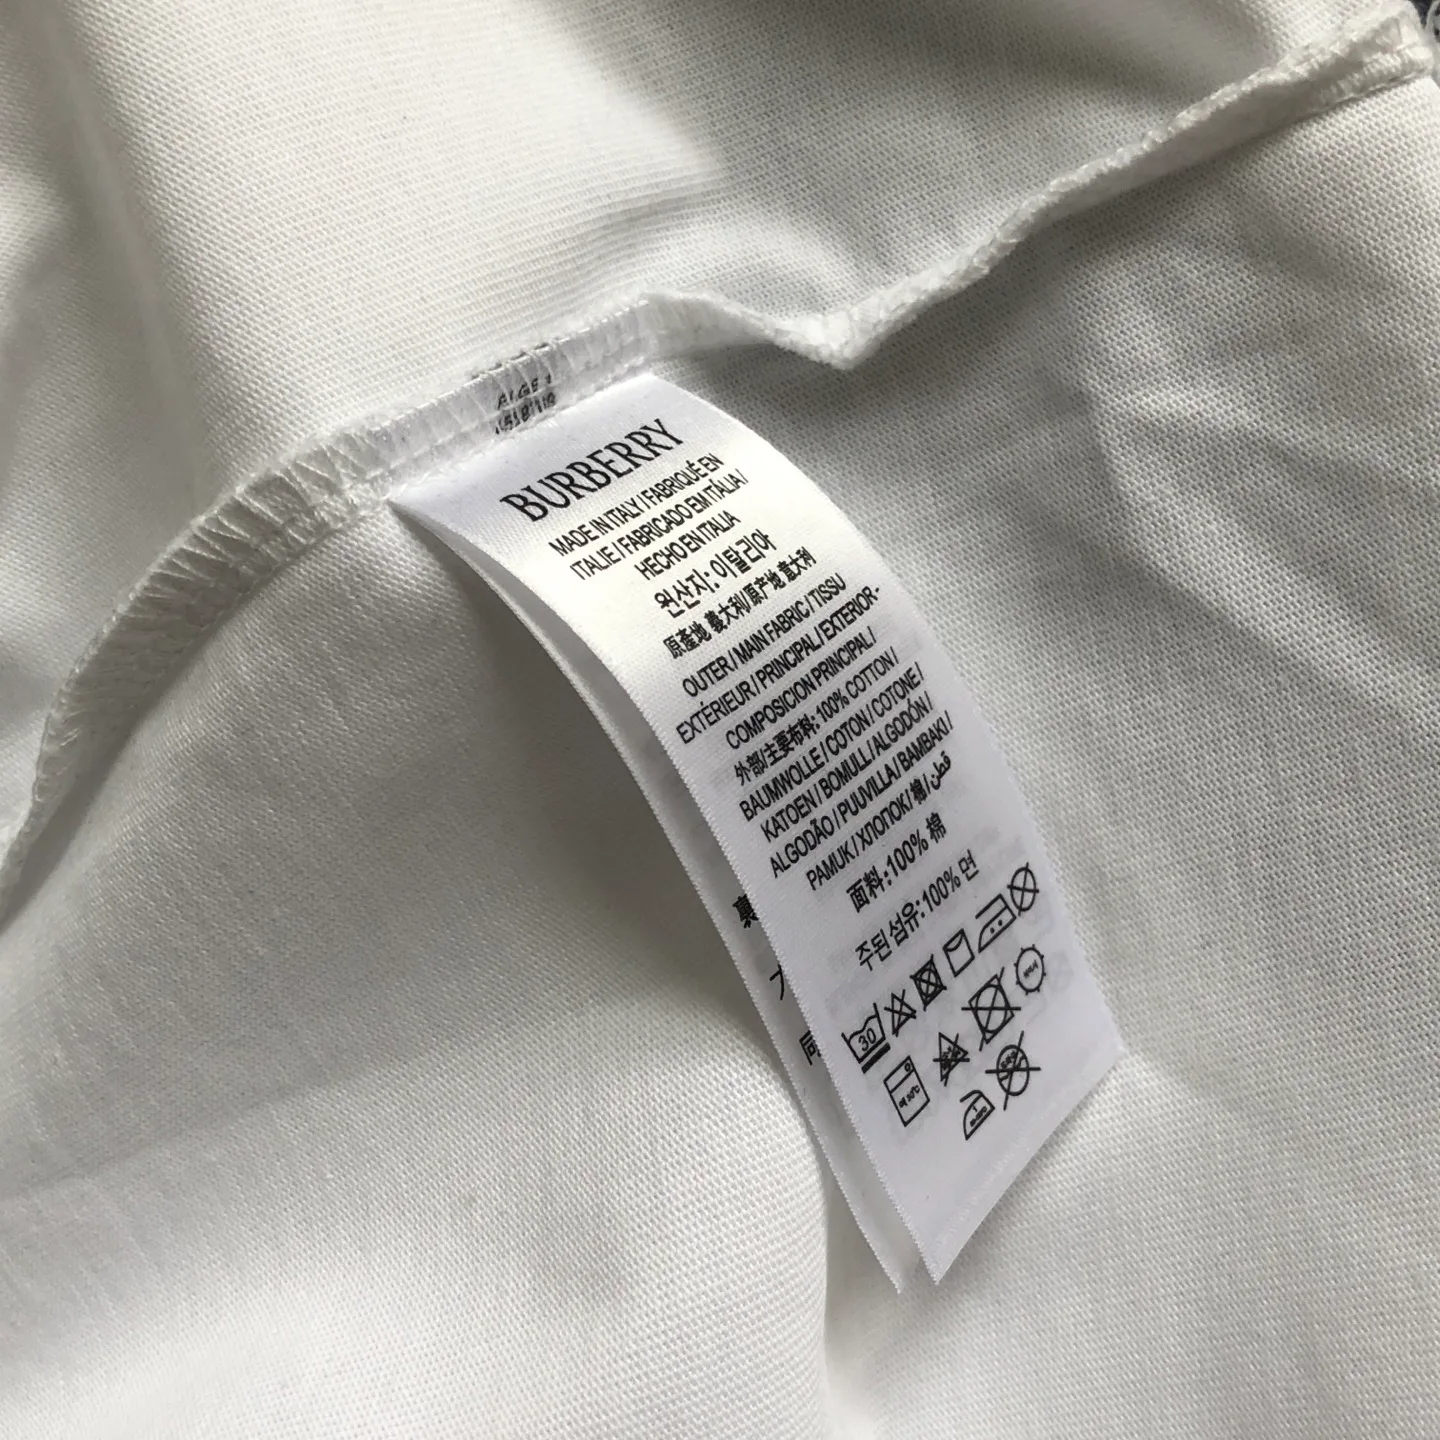 BURBERRY
MADE IN ITALY / FABRIQUÉ EN
ITALIE / FABRICADO EM ITÁLIA /
HECHO EN ITALIA
원산지: 이탈리아
原產地 義大利/原产地 意大利
OUTER / MAIN FABRIC / TISSU
EXTÉRIEUR / PRINCIPAL / EXTERIOR -
COMPOSICION PRINCIPAL /
外部/主要布料: 100% COTTON /
BAUMWOLLE / COTON / COTONE /
KATOEN / BOMULL / ALGODÓN /
ALGODÃO / PUUVILLA / BAMBAKI /
PAMUK / ХЛОПОК / 棉 / قطن
面料: 100% 棉
주된 섬유: 100% 면
30